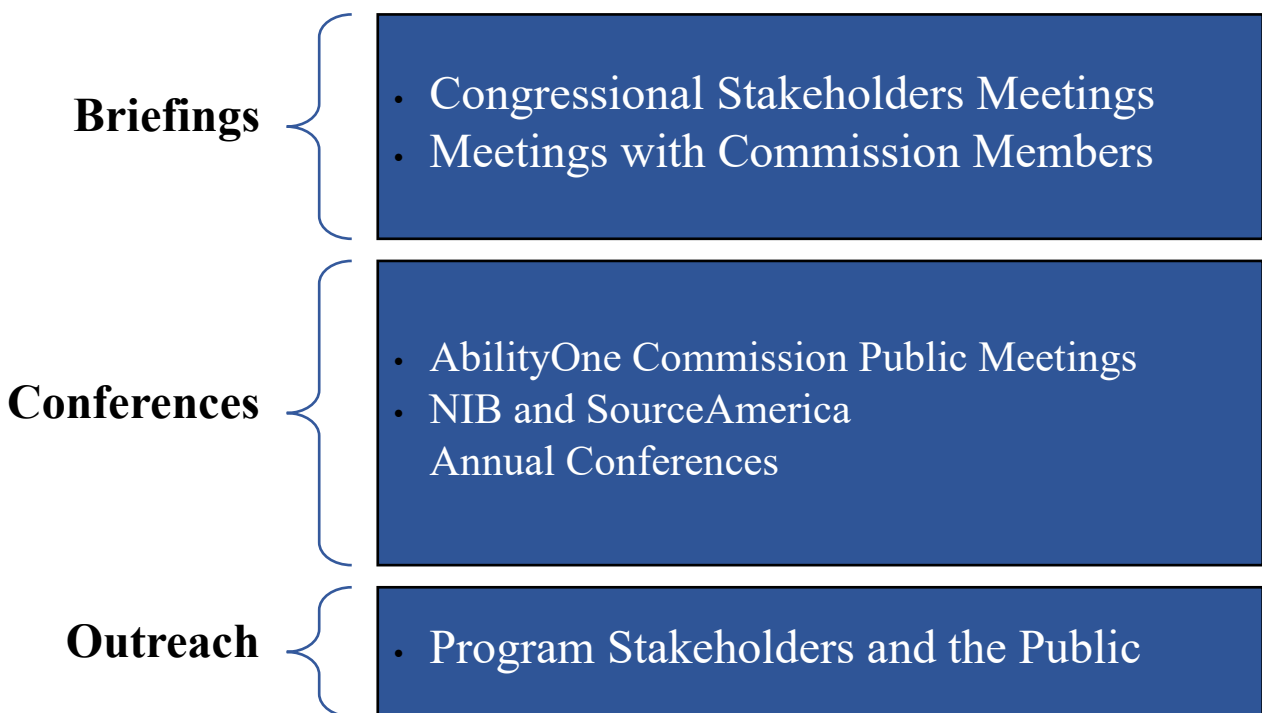 Briefings
• Congressional Stakeholders Meetings
• Meetings with Commission Members
Conferences
• AbilityOne Commission Public Meetings
• NIB and SourceAmerica
Annual Conferences
Outreach
• Program Stakeholders and the Public